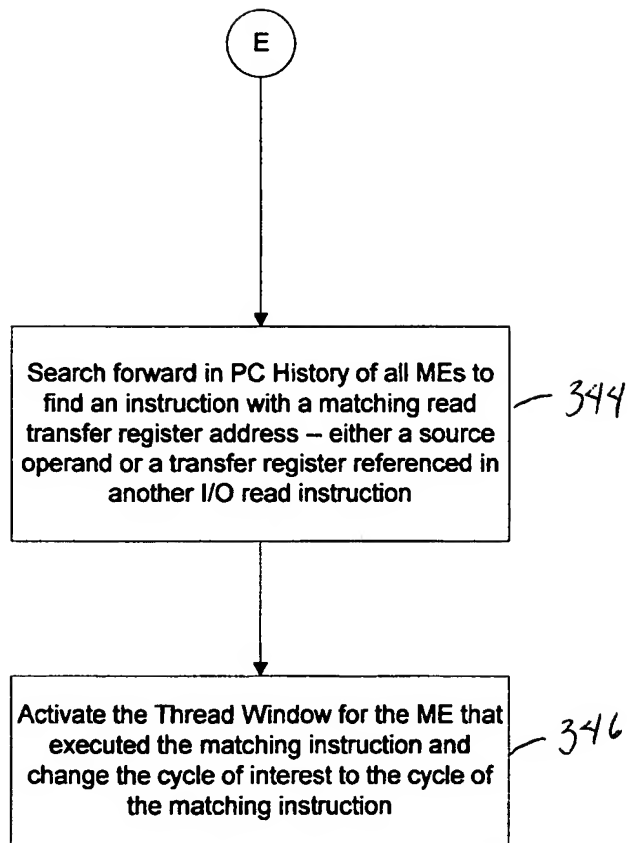 E
Search forward in PC History of all MEs to
find an instruction with a matching read
transfer register address – either a source
operand or a transfer register referenced in
another I/O read instruction
344
Activate the Thread Window for the ME that
executed the matching instruction and
change the cycle of interest to the cycle of
the matching instruction
346